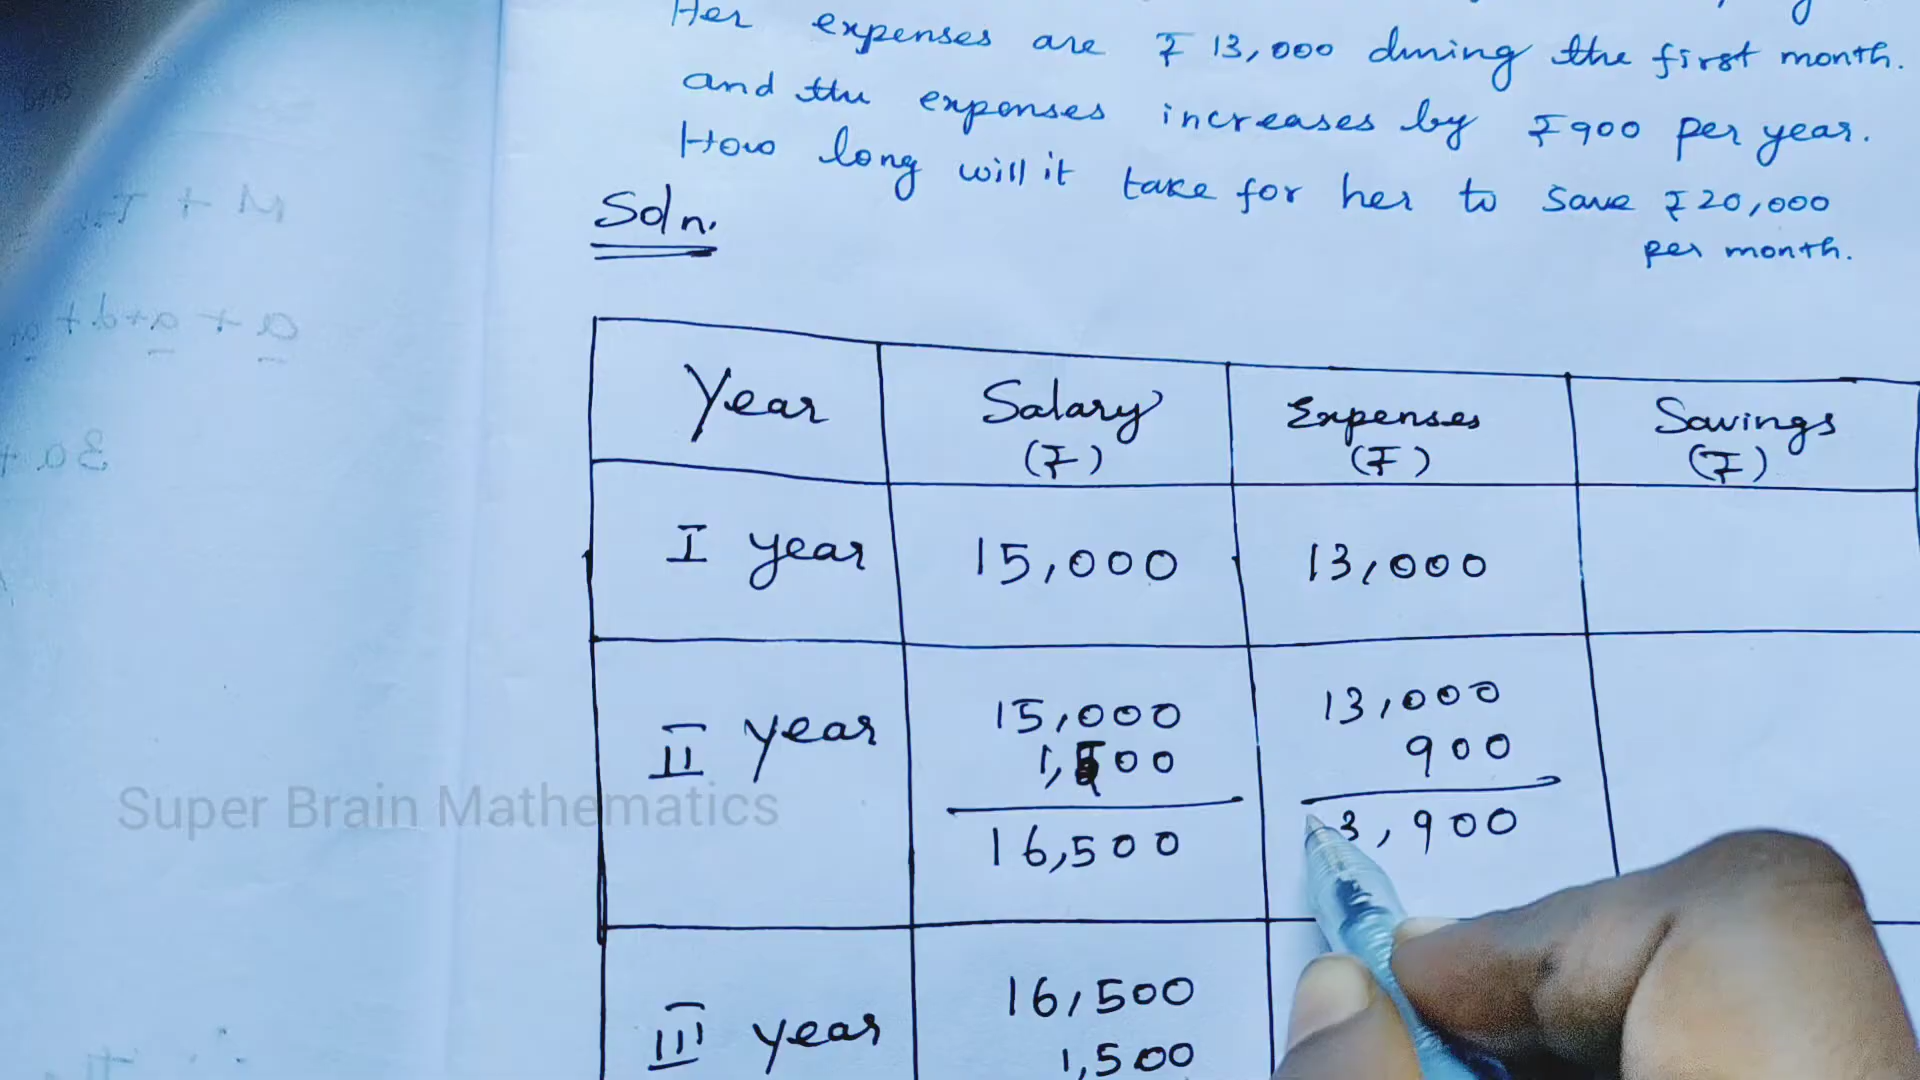 Her expenses are ₹ 13,000 during the first month.
and the expenses increases by ₹900 per year.
How long will it take for her to save ₹20,000
per month.
Soln.
Year Salary Expenses Savings
(₹) (₹) (₹)
I year 15,000 13,000
15,000 13,000
II year 1,500 900
16,500 3,900
Super Brain Mathematics
16,500
III year 1,500
M +
a + a+d +
3a +